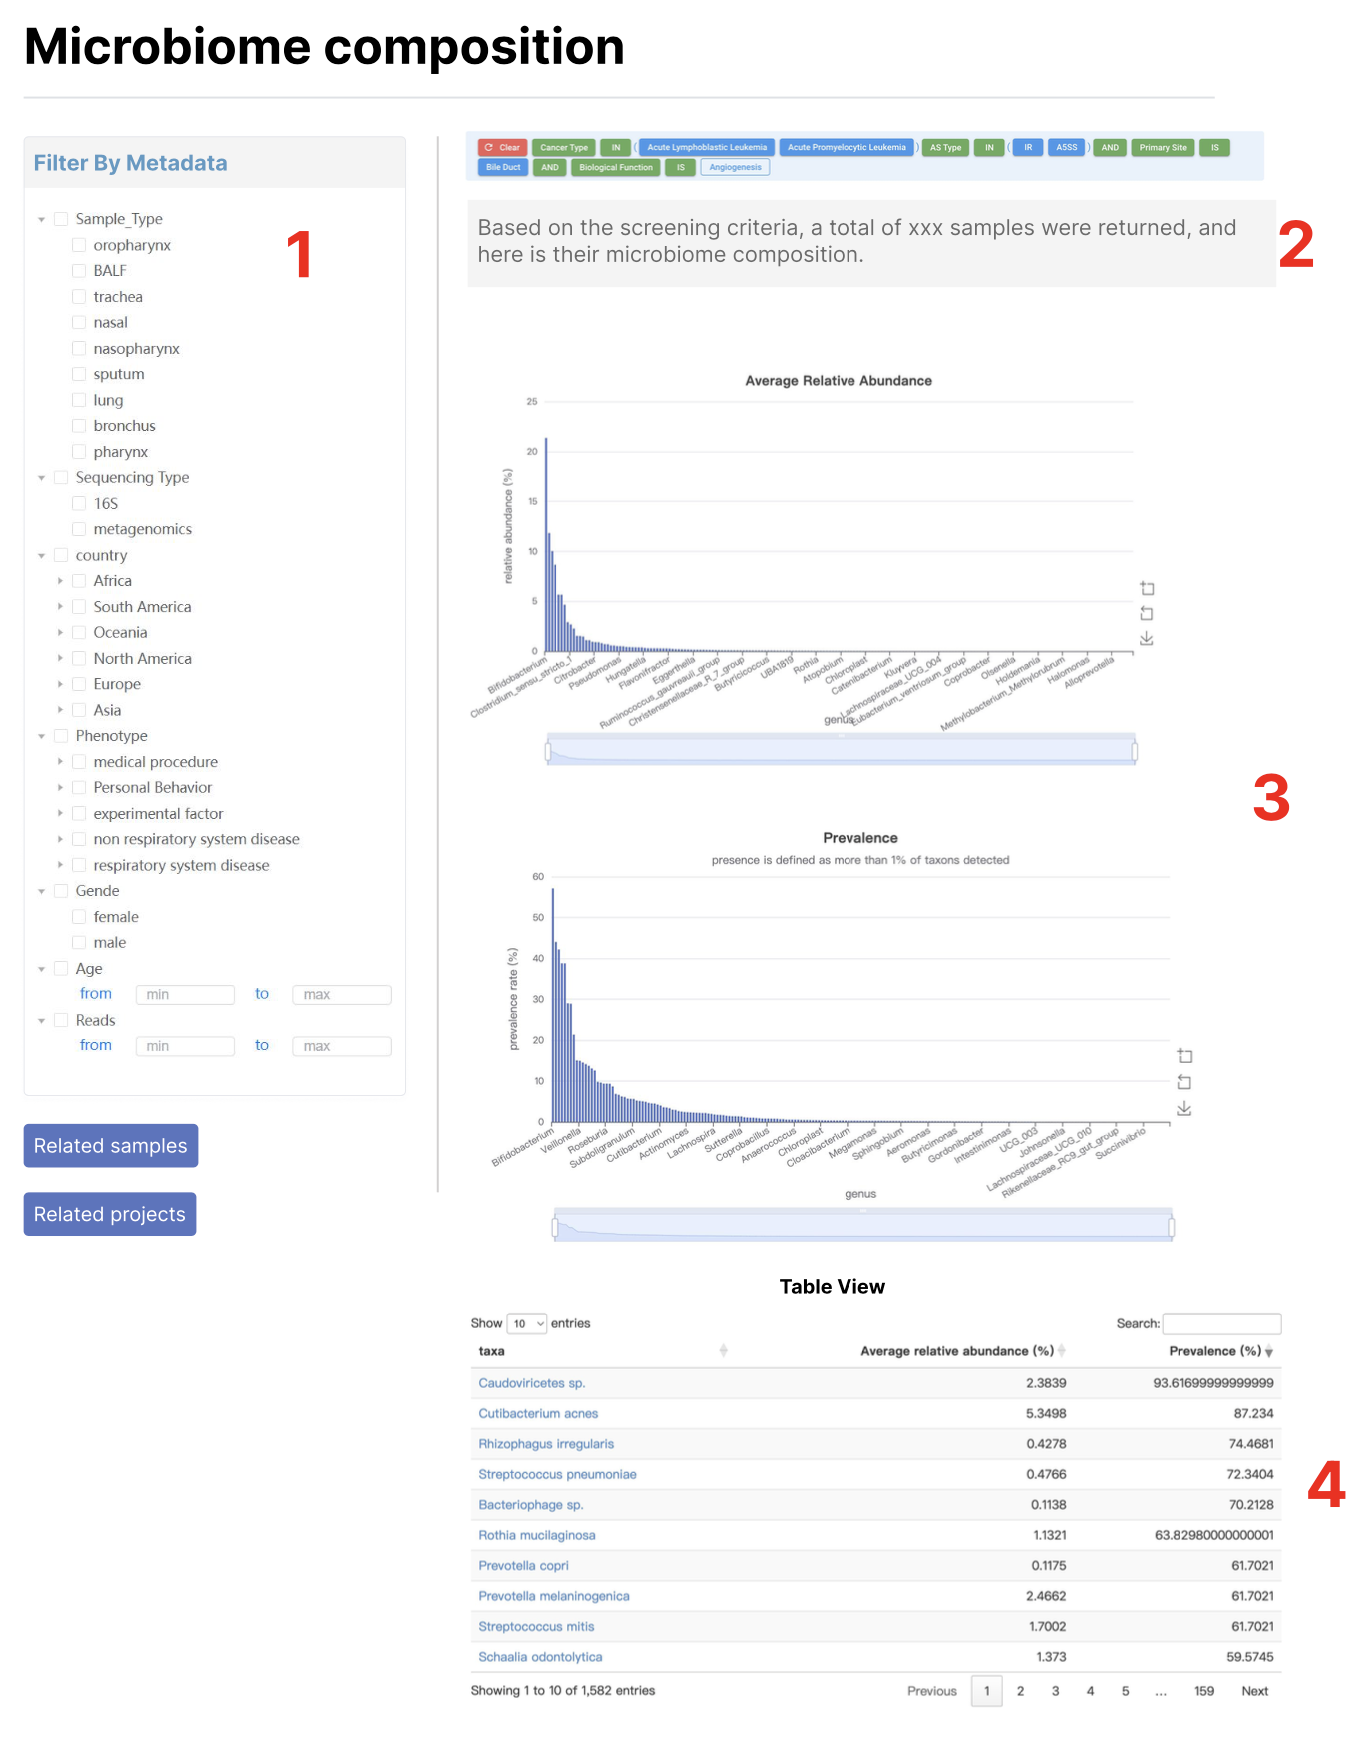 Microbiome composition
Filter By Metadata
Sample_Type
oropharynx
BALF
trachea
nasal
nasopharynx
sputum
lung
bronchus
pharynx
Sequencing Type
16S
metagenomics
country
Africa
South America
Oceania
North America
Europe
Asia
Phenotype
medical procedure
Personal Behavior
experimental factor
non respiratory system disease
respiratory system disease
Gende
female
male
Age
from min to max
Reads
from min to max
1
Related samples
Related projects
Clear Cancer Type IN ( Acute Lymphoblastic Leukemia Acute Promyelocytic Leukemia ) AS Type IN ( IR A5SS ) AND Primary Site IS
Bile Duct AND Biological Function IS Angiogenesis
Based on the screening criteria, a total of xxx samples were returned, and
here is their microbiome composition.
2
Average Relative Abundance
relative abundance (%)
25
20
15
10
5
0
Bifidobacterium
Clostridium_sensu_stricto_1
Citrobacter
Pseudomonas
Hungatella
Flavonifractor
Eggerthella
Ruminococcus_gauvreauii_group
Christensenellaceae_R_7_group
Butyricicoccus
UBA1819
Rothia
Atopobium
Chloroplast
Catenibacterium
Kluyvera
Lachnospiraceae_UCG_004
Eubacterium_ventriosum_group
Coprobacter
Olsenella
Holdemania
Methylobacterium_Methylorubrum
Halomonas
Alloprevotella
genus
3
Prevalence
presence is defined as more than 1% of taxons detected
prevalence rate (%)
60
50
40
30
20
10
0
Bifidobacterium
Veillonella
Roseburia
Subdoligranulum
Cutibacterium
Actinomyces
Lachnospira
Sutterella
Coprobacillus
Anaerococcus
Chloroplast
Cloacibacterium
Megamonas
Sphingobium
Aeromonas
Butyricimonas
Gordonibacter
Intestinimonas
UCG_003
Johnsonella
Lachnospiraceae_UCG_010
Rikenellaceae_RC9_gut_group
Succinivibrio
genus
Table View
Show 10 entries Search:
taxa Average relative abundance (%) Prevalence (%)
Caudoviricetes sp. 2.3839 93.61699999999999
Cutibacterium acnes 5.3498 87.234
Rhizophagus irregularis 0.4278 74.4681
Streptococcus pneumoniae 0.4766 72.3404
Bacteriophage sp. 0.1138 70.2128
Rothia mucilaginosa 1.1321 63.82980000000001
Prevotella copri 0.1175 61.7021
Prevotella melaninogenica 2.4662 61.7021
Streptococcus mitis 1.7002 61.7021
Schaalia odontolytica 1.373 59.5745
4
Showing 1 to 10 of 1,582 entries Previous 1 2 3 4 5 ... 159 Next